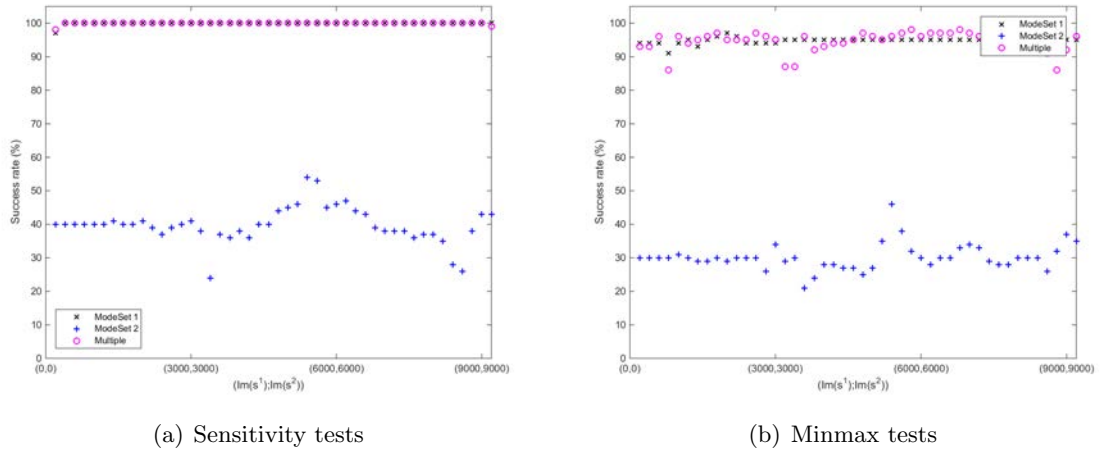 100
90
80
70
60
50
40
30
20
10
0
Success rate (%)
ModeSet 1
ModeSet 2
Multiple
(0,0) (3000,3000) (6000,6000) (9000,9000)
(Im(s¹);Im(s²))
(a) Sensitivity tests
100
90
80
70
60
50
40
30
20
10
0
Success rate (%)
ModeSet 1
ModeSet 2
Multiple
(0,0) (3000,3000) (6000,6000) (9000,9000)
(Im(s¹);Im(s²))
(b) Minmax tests